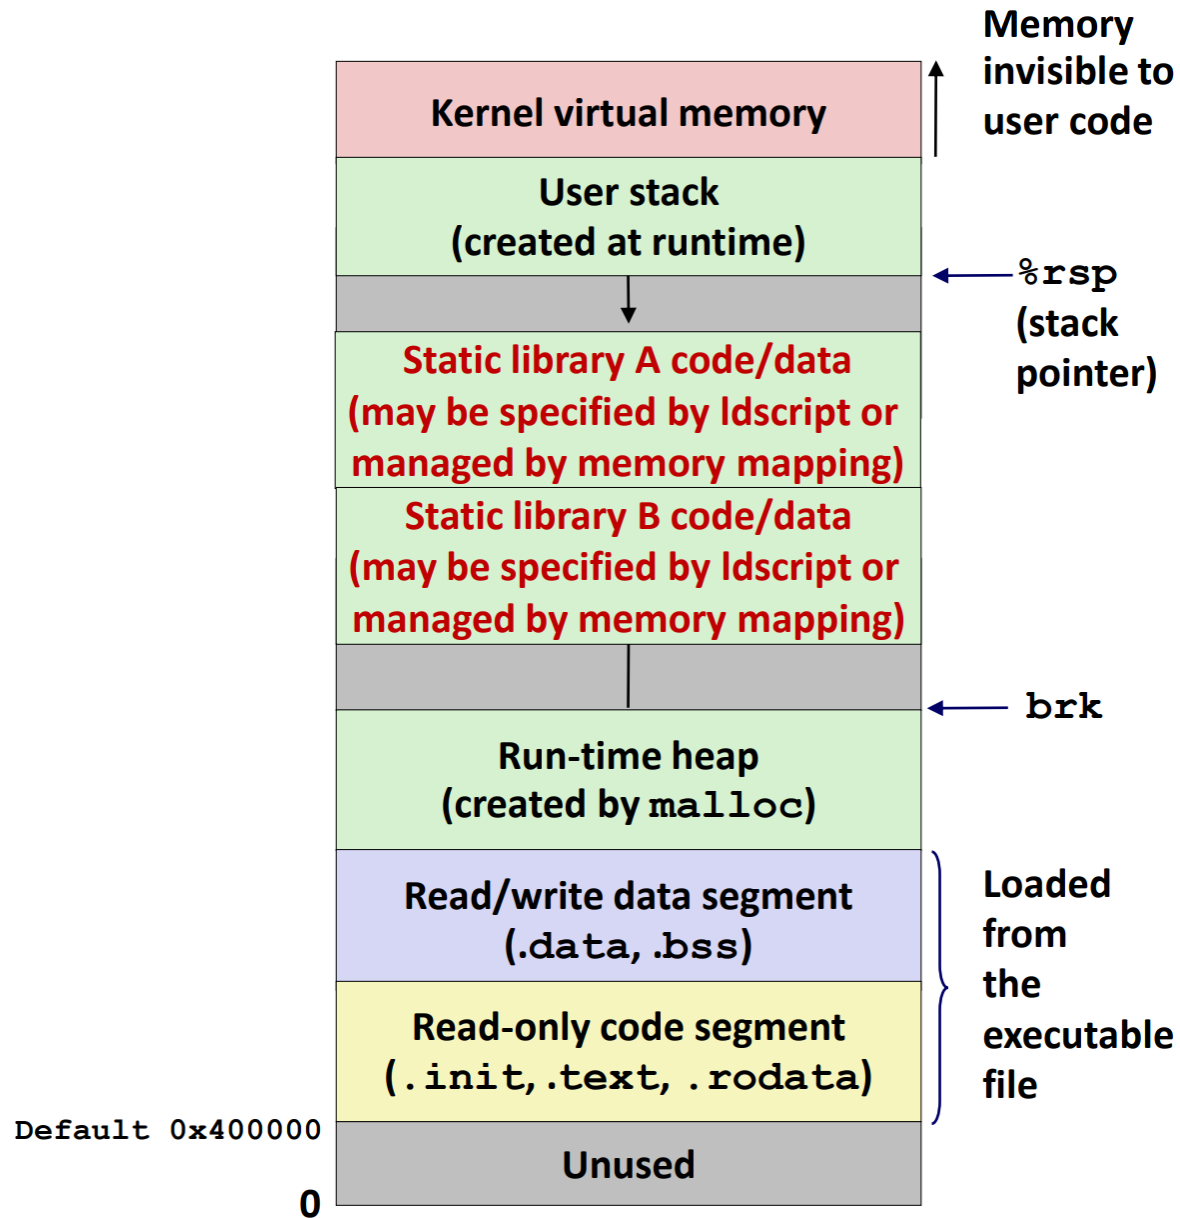 Memory
invisible to
user code
Kernel virtual memory
User stack
(created at runtime)
%rsp
(stack
pointer)
Static library A code/data
(may be specified by ldscript or
managed by memory mapping)
Static library B code/data
(may be specified by ldscript or
managed by memory mapping)
brk
Run-time heap
(created by malloc)
Read/write data segment
(.data, .bss)
Read-only code segment
(.init, .text, .rodata)
Loaded
from
the
executable
file
Default 0x400000
Unused
0